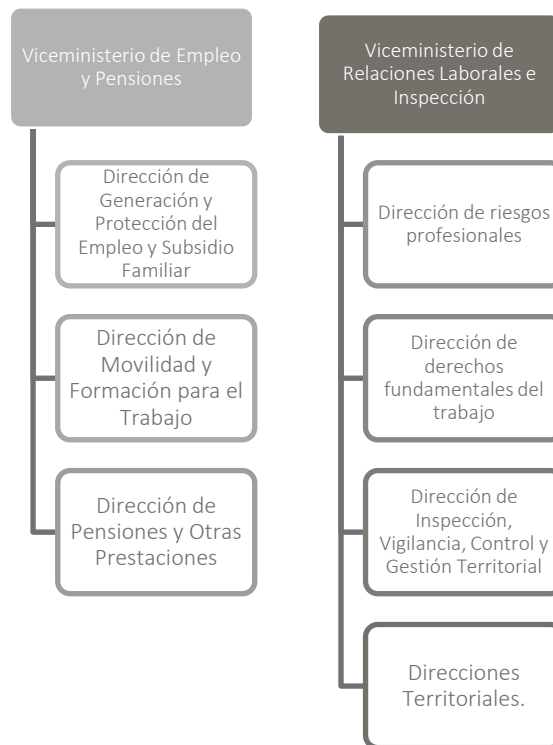 Viceministerio de Empleo
y Pensiones
Dirección de
Generación y
Protección del
Empleo y Subsidio
Familiar
Dirección de
Movilidad y
Formación para el
Trabajo
Dirección de
Pensiones y Otras
Prestaciones
Viceministerio de
Relaciones Laborales e
Inspección
Dirección de riesgos
profesionales
Dirección de
derechos
fundamentales del
trabajo
Dirección de
Inspección,
Vigilancia, Control y
Gestión Territorial
Direcciones
Territoriales.